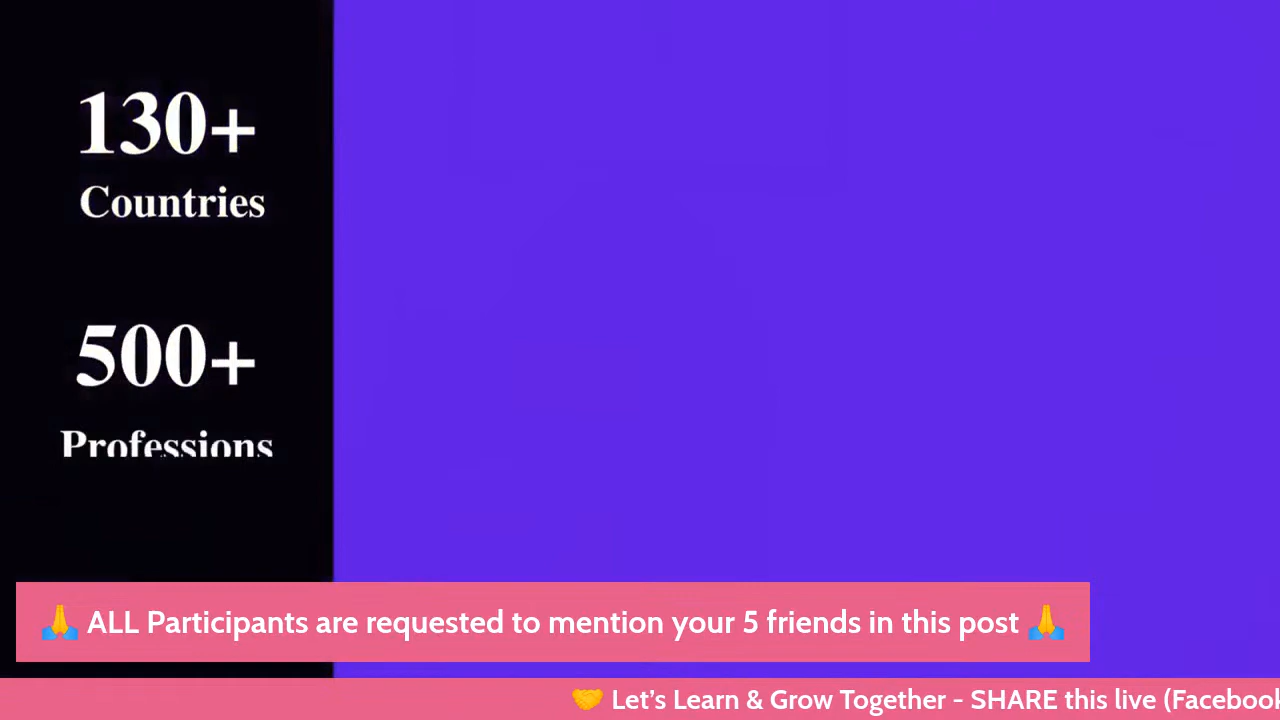 130+
Countries
500+
Professions
🙏 ALL Participants are requested to mention your 5 friends in this post 🙏
🤝 Let's Learn & Grow Together - SHARE this live (Facebook